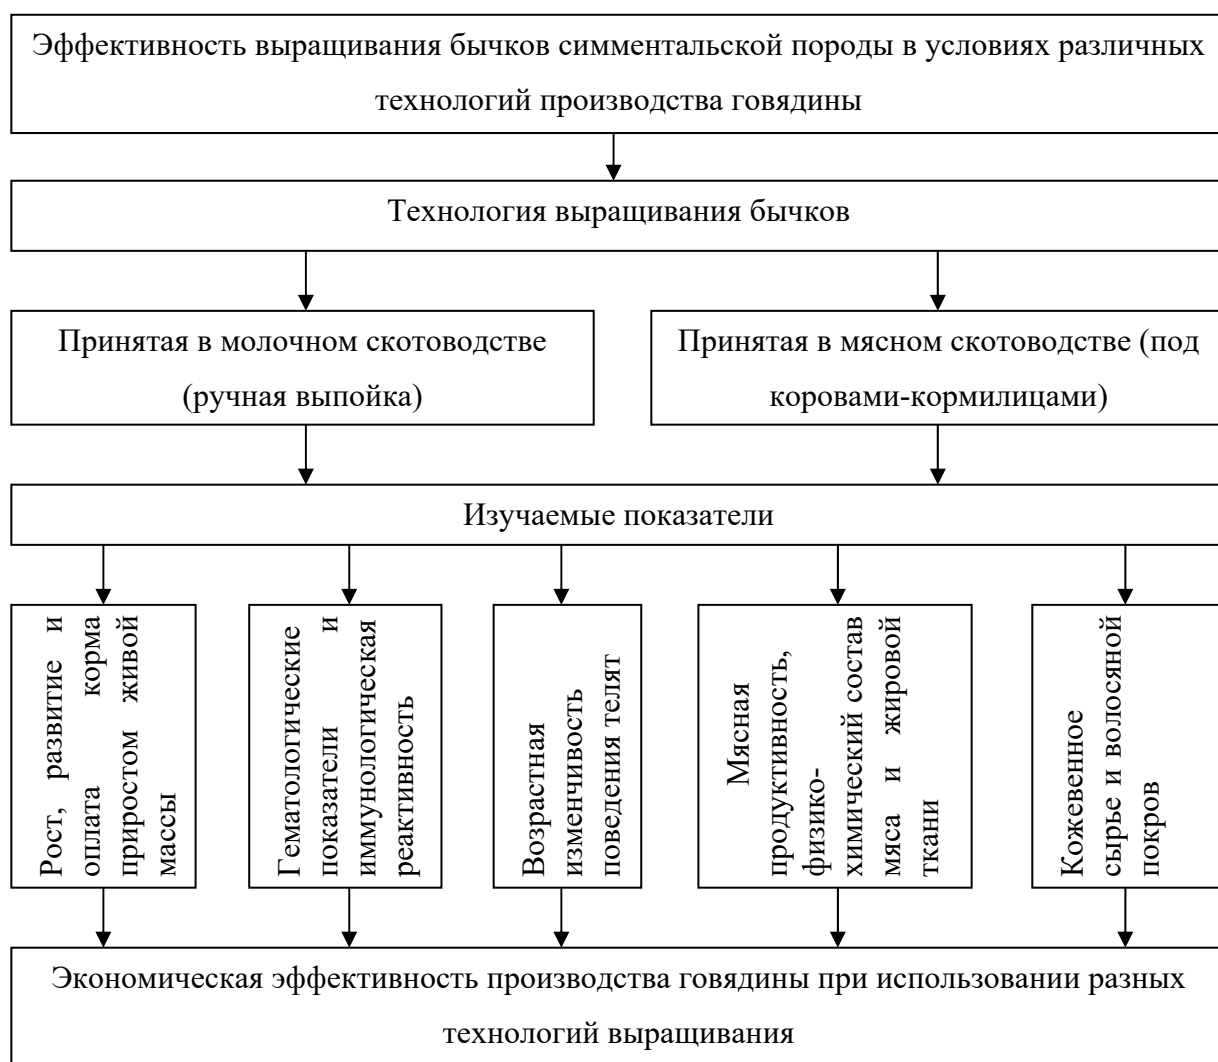 Эффективность выращивания бычков симментальской породы в условиях различных
технологий производства говядины
Технология выращивания бычков
Принятая в молочном скотоводстве
(ручная выпойка)
Принятая в мясном скотоводстве (под
коровами-кормилицами)
Изучаемые показатели
Рост, развитие и
оплата корма
приростом живой
массы
Гематологические
показатели и
иммунологическая
реактивность
Возрастная
изменчивость
поведения телят
Мясная
продуктивность,
физико-
химический состав
мяса и жировой
ткани
Кожевенное
сырье и волосяной
покров
Экономическая эффективность производства говядины при использовании разных
технологий выращивания